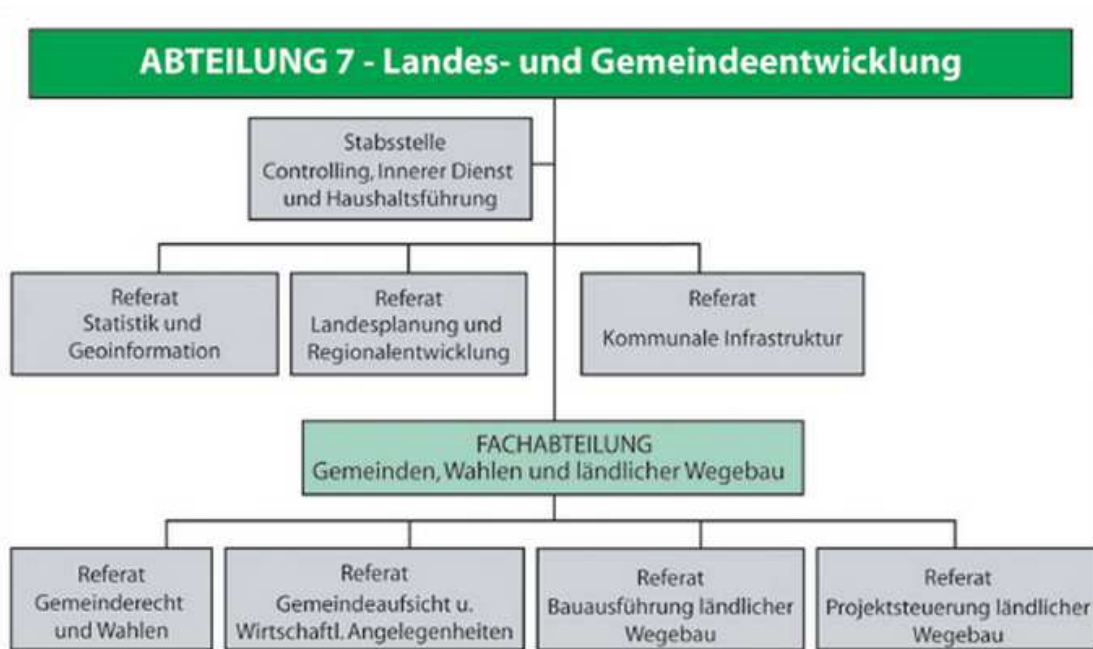 ABTEILUNG 7 - Landes- und Gemeindeentwicklung
Stabsstelle
Controlling, Innerer Dienst
und Haushaltsführung
Referat
Statistik und
Geoinformation
Referat
Landesplanung und
Regionalentwicklung
Referat
Kommunale Infrastruktur
FACHABTEILUNG
Gemeinden, Wahlen und ländlicher Wegebau
Referat
Gemeinderecht
und Wahlen
Referat
Gemeindeaufsicht u.
Wirtschaftl. Angelegenheiten
Referat
Bauausführung ländlicher
Wegebau
Referat
Projektsteuerung ländlicher
Wegebau